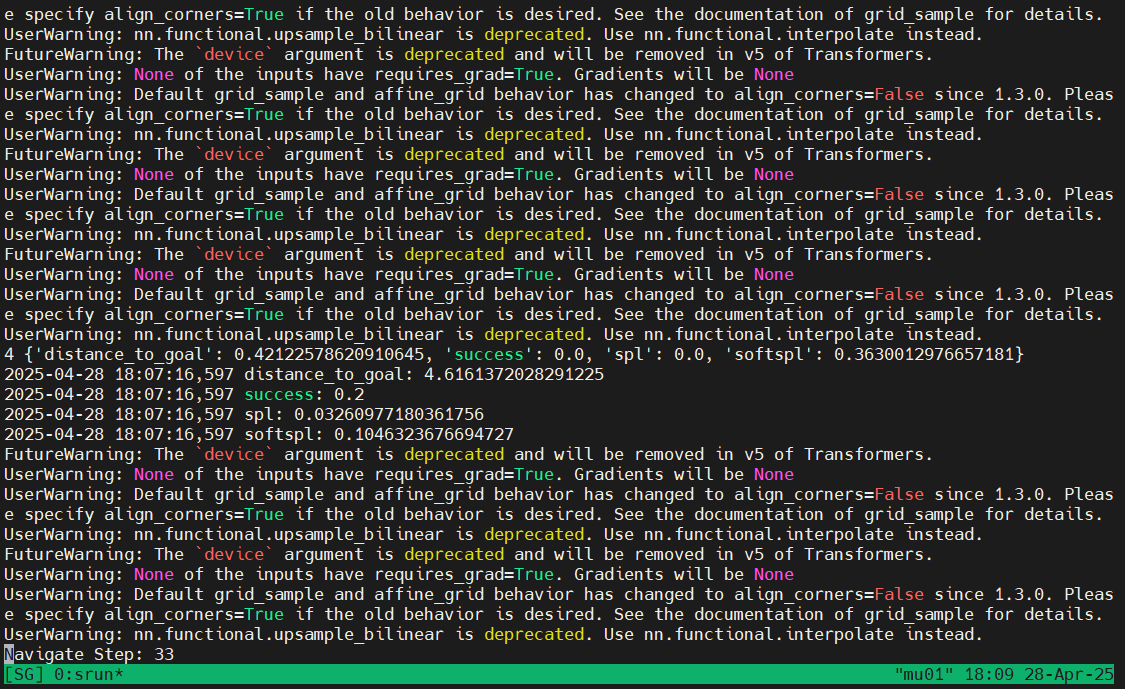 e specify align_corners=True if the old behavior is desired. See the documentation of grid_sample for details.
UserWarning: nn.functional.upsample_bilinear is deprecated. Use nn.functional.interpolate instead.
FutureWarning: The `device` argument is deprecated and will be removed in v5 of Transformers.
UserWarning: None of the inputs have requires_grad=True. Gradients will be None
UserWarning: Default grid_sample and affine_grid behavior has changed to align_corners=False since 1.3.0. Pleas
e specify align_corners=True if the old behavior is desired. See the documentation of grid_sample for details.
UserWarning: nn.functional.upsample_bilinear is deprecated. Use nn.functional.interpolate instead.
FutureWarning: The `device` argument is deprecated and will be removed in v5 of Transformers.
UserWarning: None of the inputs have requires_grad=True. Gradients will be None
UserWarning: Default grid_sample and affine_grid behavior has changed to align_corners=False since 1.3.0. Pleas
e specify align_corners=True if the old behavior is desired. See the documentation of grid_sample for details.
UserWarning: nn.functional.upsample_bilinear is deprecated. Use nn.functional.interpolate instead.
FutureWarning: The `device` argument is deprecated and will be removed in v5 of Transformers.
UserWarning: None of the inputs have requires_grad=True. Gradients will be None
UserWarning: Default grid_sample and affine_grid behavior has changed to align_corners=False since 1.3.0. Pleas
e specify align_corners=True if the old behavior is desired. See the documentation of grid_sample for details.
UserWarning: nn.functional.upsample_bilinear is deprecated. Use nn.functional.interpolate instead.
4 {'distance_to_goal': 0.42122578620910645, 'success': 0.0, 'spl': 0.0, 'softspl': 0.3630012976657181}
2025-04-28 18:07:16,597 distance_to_goal: 4.6161372028291225
2025-04-28 18:07:16,597 success: 0.2
2025-04-28 18:07:16,597 spl: 0.03260977180361756
2025-04-28 18:07:16,597 softspl: 0.1046323676694727
FutureWarning: The `device` argument is deprecated and will be removed in v5 of Transformers.
UserWarning: None of the inputs have requires_grad=True. Gradients will be None
UserWarning: Default grid_sample and affine_grid behavior has changed to align_corners=False since 1.3.0. Pleas
e specify align_corners=True if the old behavior is desired. See the documentation of grid_sample for details.
UserWarning: nn.functional.upsample_bilinear is deprecated. Use nn.functional.interpolate instead.
FutureWarning: The `device` argument is deprecated and will be removed in v5 of Transformers.
UserWarning: None of the inputs have requires_grad=True. Gradients will be None
UserWarning: Default grid_sample and affine_grid behavior has changed to align_corners=False since 1.3.0. Pleas
e specify align_corners=True if the old behavior is desired. See the documentation of grid_sample for details.
UserWarning: nn.functional.upsample_bilinear is deprecated. Use nn.functional.interpolate instead.
Navigate Step: 33
[SG] 0:srun* "mu01" 18:09 28-Apr-25